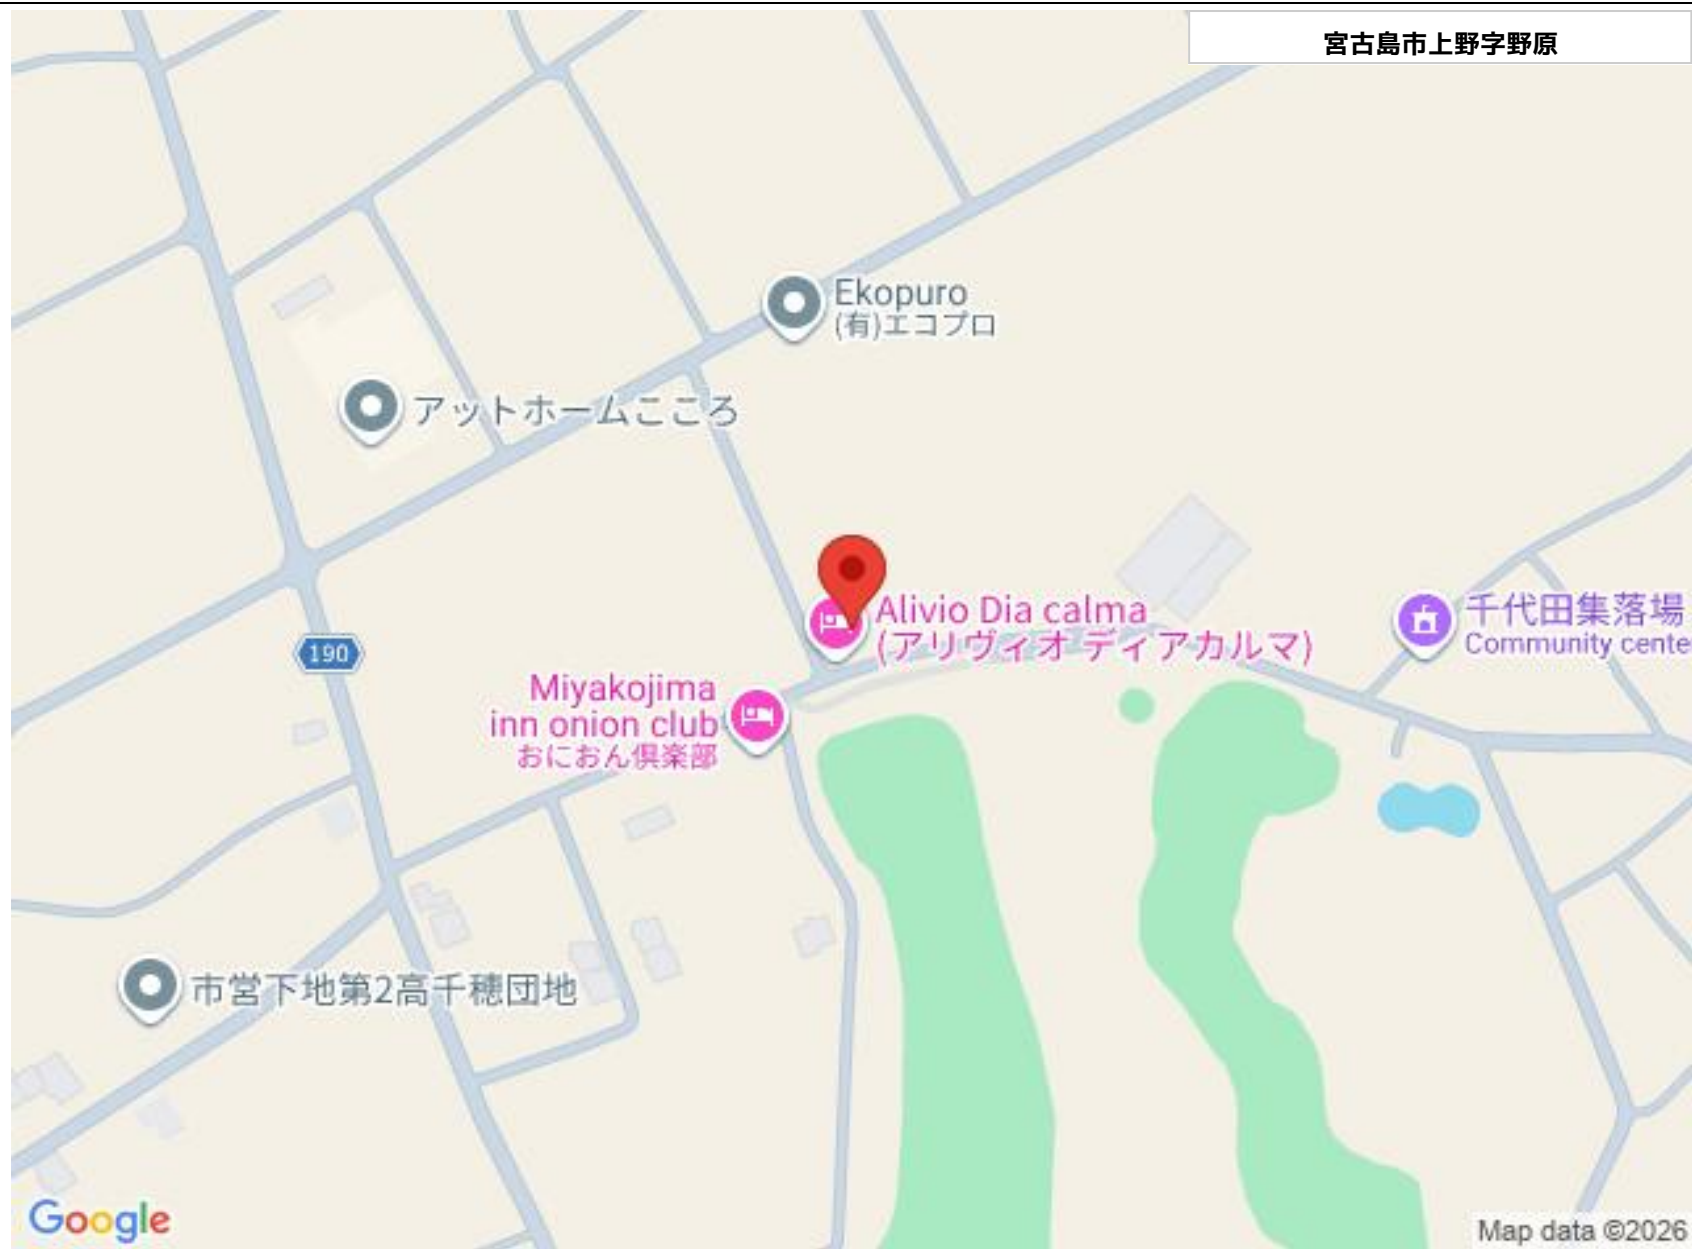 宮古島市上野字野原
Ekopuro
(有)エコプロ
アットホームこころ
Alivio Dia calma
(アリヴィオ ディアカルマ)
千代田集落場
Community cente
190
Miyakojima
inn onion club
おにおん倶楽部
市営下地第2高千穂団地
Google
Map data ©2026